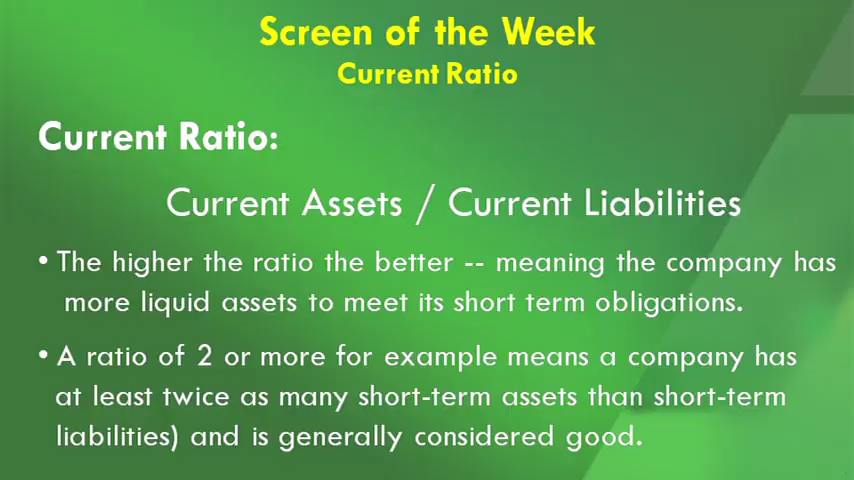 Screen of the Week
Current Ratio
Current Ratio:
Current Assets / Current Liabilities
• The higher the ratio the better -- meaning the company has
more liquid assets to meet its short term obligations.
• A ratio of 2 or more for example means a company has
at least twice as many short-term assets than short-term
liabilities) and is generally considered good.